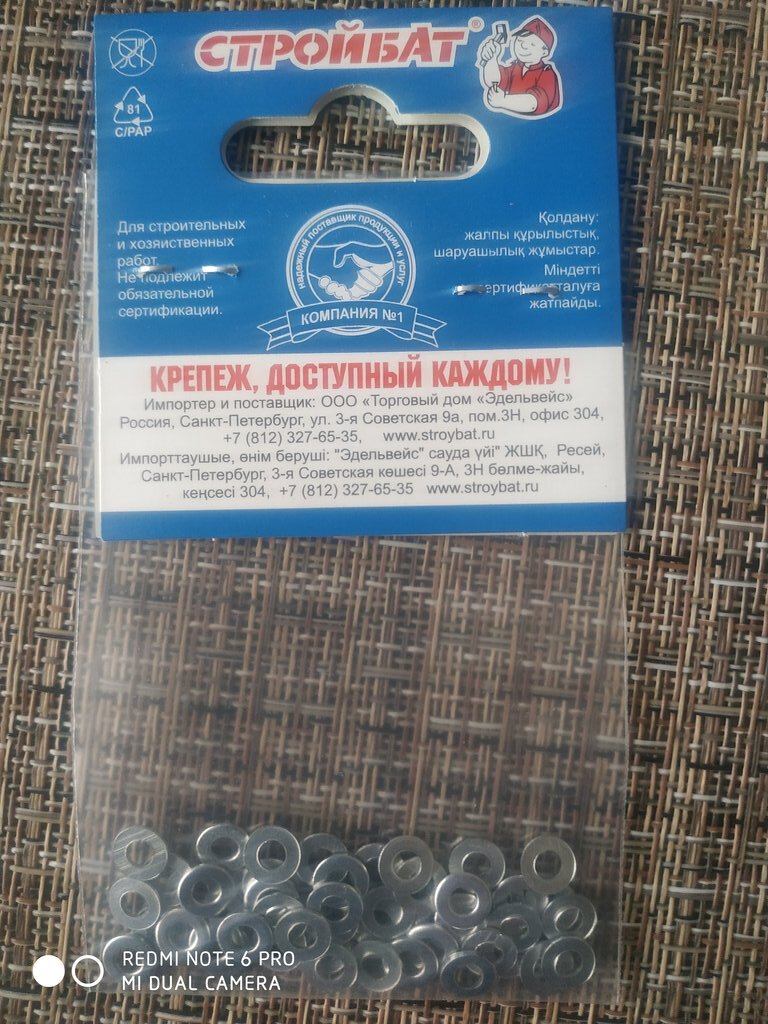 СТРОЙБАТ®
81
C/PAP
Для строительных
и хозяиственных
работ.
Не подлежит
обязательной
сертификации.
надежный поставщик продукции и услуг
КОМПАНИЯ №1
Қолдану:
жалпы құрылыстық,
шаруашылық жұмыстар.
Міндетті
сертификатталуға
жатпайды.
КРЕПЕЖ, ДОСТУПНЫЙ КАЖДОМУ!
Импортер и поставщик: ООО «Торговый дом «Эдельвейс»
Россия, Санкт-Петербург, ул. 3-я Советская 9а, пом.3Н, офис 304,
+7 (812) 327-65-35, www.stroybat.ru
Импорттаушые, өнім беруші: "Эдельвейс" сауда үйі" ЖШҚ, Ресей,
Санкт-Петербург, 3-я Советская көшесі 9-А, 3Н бөлме-жайы,
кеңсесі 304, +7 (812) 327-65-35 www.stroybat.ru
REDMI NOTE 6 PRO
MI DUAL CAMERA